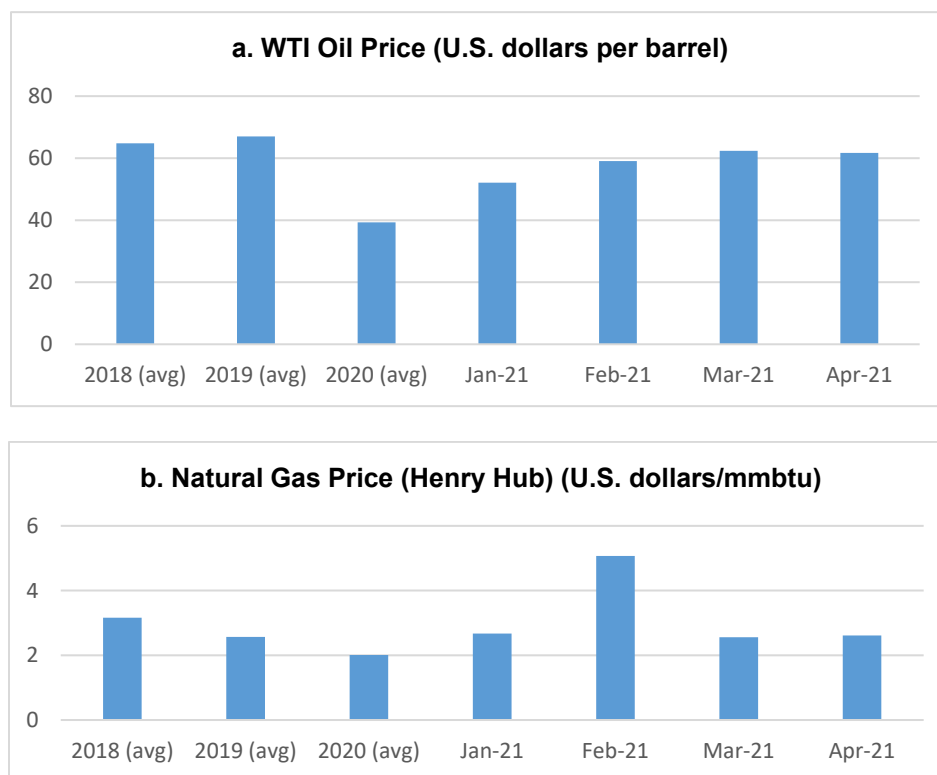 a. WTI Oil Price (U.S. dollars per barrel)
80
60
40
20
0
2018 (avg) 2019 (avg) 2020 (avg) Jan-21 Feb-21 Mar-21 Apr-21
b. Natural Gas Price (Henry Hub) (U.S. dollars/mmbtu)
6
4
2
0
2018 (avg) 2019 (avg) 2020 (avg) Jan-21 Feb-21 Mar-21 Apr-21